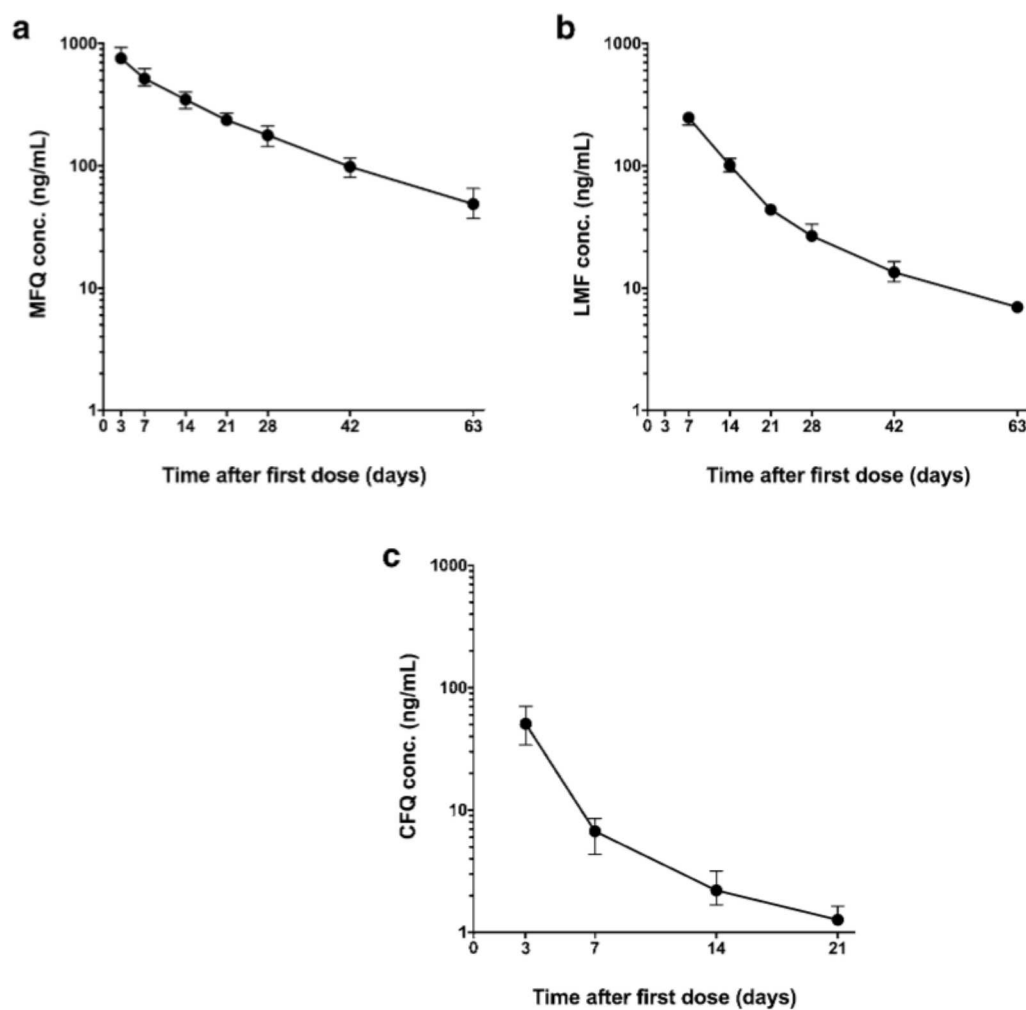 a
1000
100
10
1
MFQ conc. (ng/mL)
0 3 7 14 21 28 42 63
Time after first dose (days)
b
1000
100
10
1
LMF conc. (ng/mL)
0 3 7 14 21 28 42 63
Time after first dose (days)
c
1000
100
10
1
CFQ conc. (ng/mL)
0 3 7 14 21
Time after first dose (days)